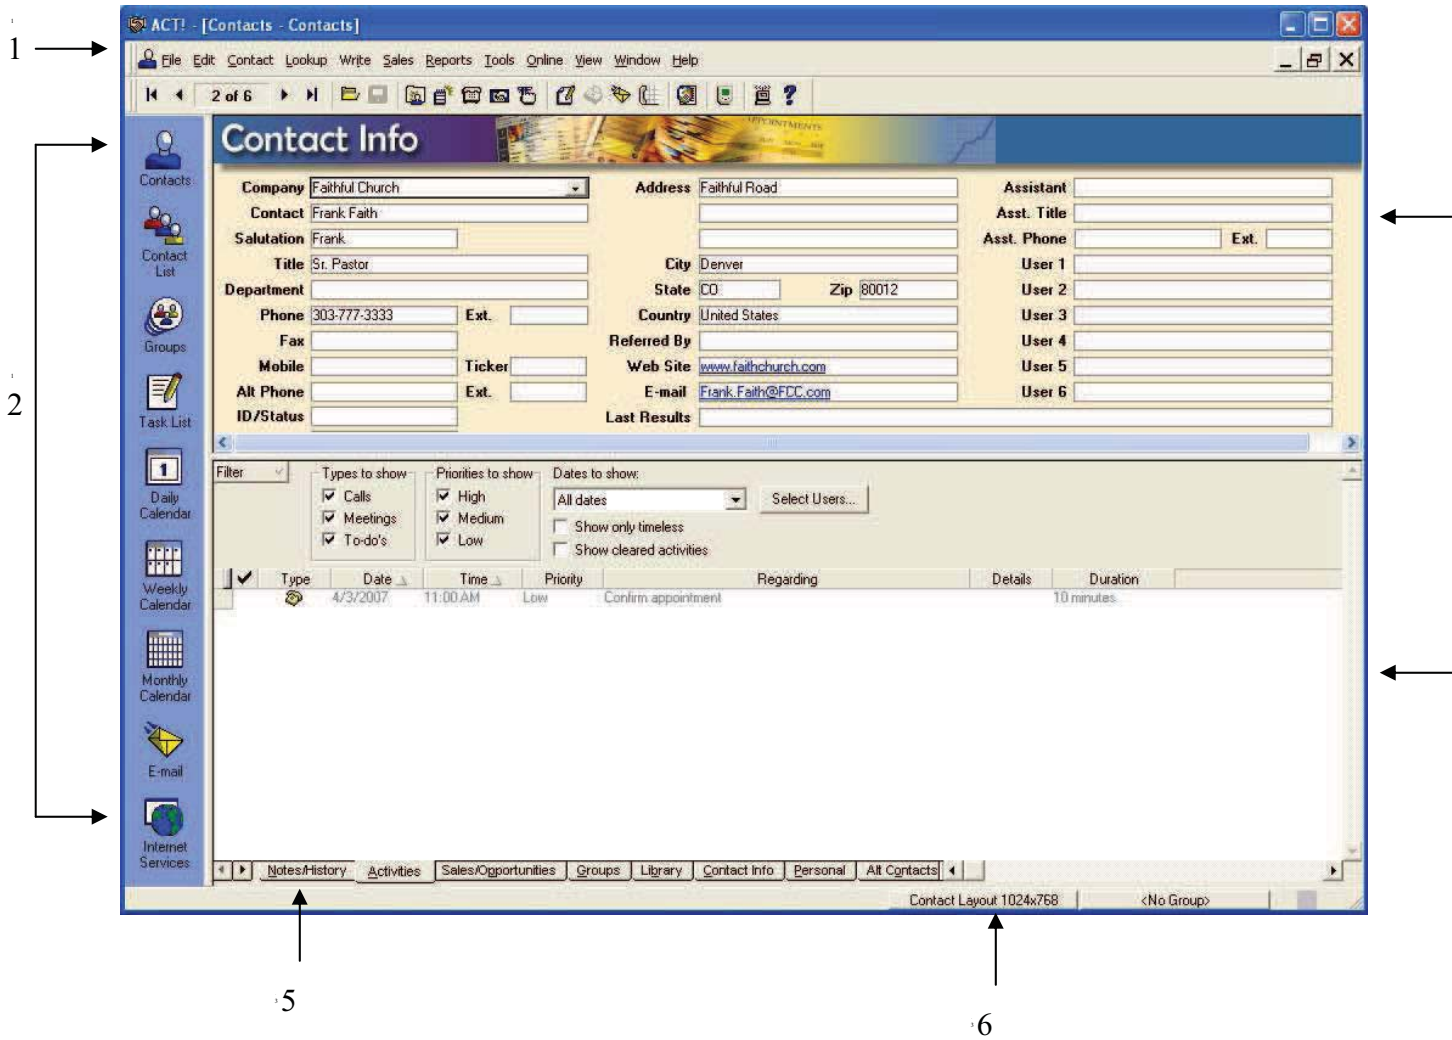 ACT! - [Contacts - Contacts]
1
File Edit Contact Lookup Write Sales Reports Tools Online View Window Help
2 of 6
Contact Info
APPOINTMENTS
Contacts
Contact List
Groups
2
Task List
Daily Calendar
Weekly Calendar
Monthly Calendar
E-mail
Internet Services
Company Faithful Church Address Faithful Road Assistant
Contact Frank Faith Asst. Title
Salutation Frank Asst. Phone Ext.
Title Sr. Pastor City Denver User 1
Department State CO Zip 80012 User 2
Phone 303-777-3333 Ext. Country United States User 3
Fax Referred By User 4
Mobile Ticker Web Site www.faithchurch.com User 5
Alt Phone Ext. E-mail Frank.Faith@FCC.com User 6
ID/Status Last Results
Filter Types to show Priorities to show Dates to show:
Calls High All dates Select Users...
Meetings Medium Show only timeless
To-do's Low Show cleared activities
Type Date Time Priority Regarding Details Duration
4/3/2007 11:00 AM Low Confirm appointment 10 minutes
Notes/History Activities Sales/Opportunities Groups Library Contact Info Personal Alt Contacts
Contact Layout 1024x768 <No Group>
5
6